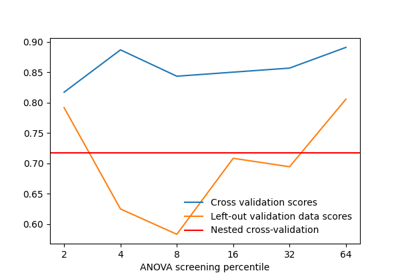 0.90
0.85
0.80
0.75
0.70
0.65
0.60
Cross validation scores
Left-out validation data scores
Nested cross-validation
2 4 8 16 32 64
ANOVA screening percentile